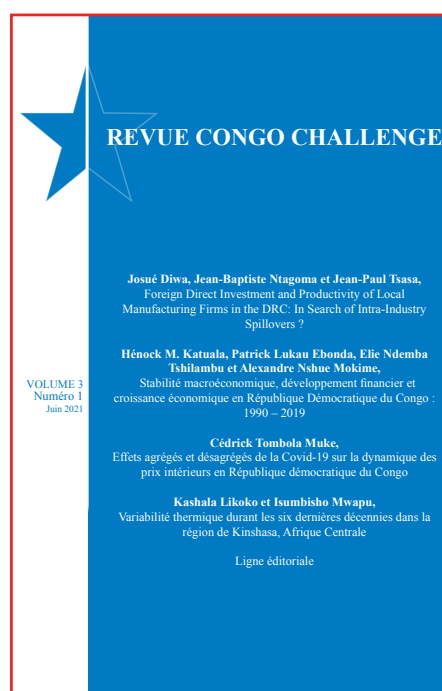 REVUE CONGO CHALLENGE
Josué Diwa, Jean-Baptiste Ntagoma et Jean-Paul Tsasa,
Foreign Direct Investment and Productivity of Local
Manufacturing Firms in the DRC: In Search of Intra-Industry
Spillovers ?
Hénock M. Katuala, Patrick Lukau Ebonda, Elie Ndemba
Tshilambu et Alexandre Nshue Mokime,
Stabilité macroéconomique, développement financier et
croissance économique en République Démocratique du Congo :
1990 – 2019
VOLUME 3
Numéro 1
Juin 2021
Cédrick Tombola Muke,
Effets agrégés et désagrégés de la Covid-19 sur la dynamique des
prix intérieurs en République démocratique du Congo
Kashala Likoko et Isumbisho Mwapu,
Variabilité thermique durant les six dernières décennies dans la
région de Kinshasa, Afrique Centrale
Ligne éditoriale